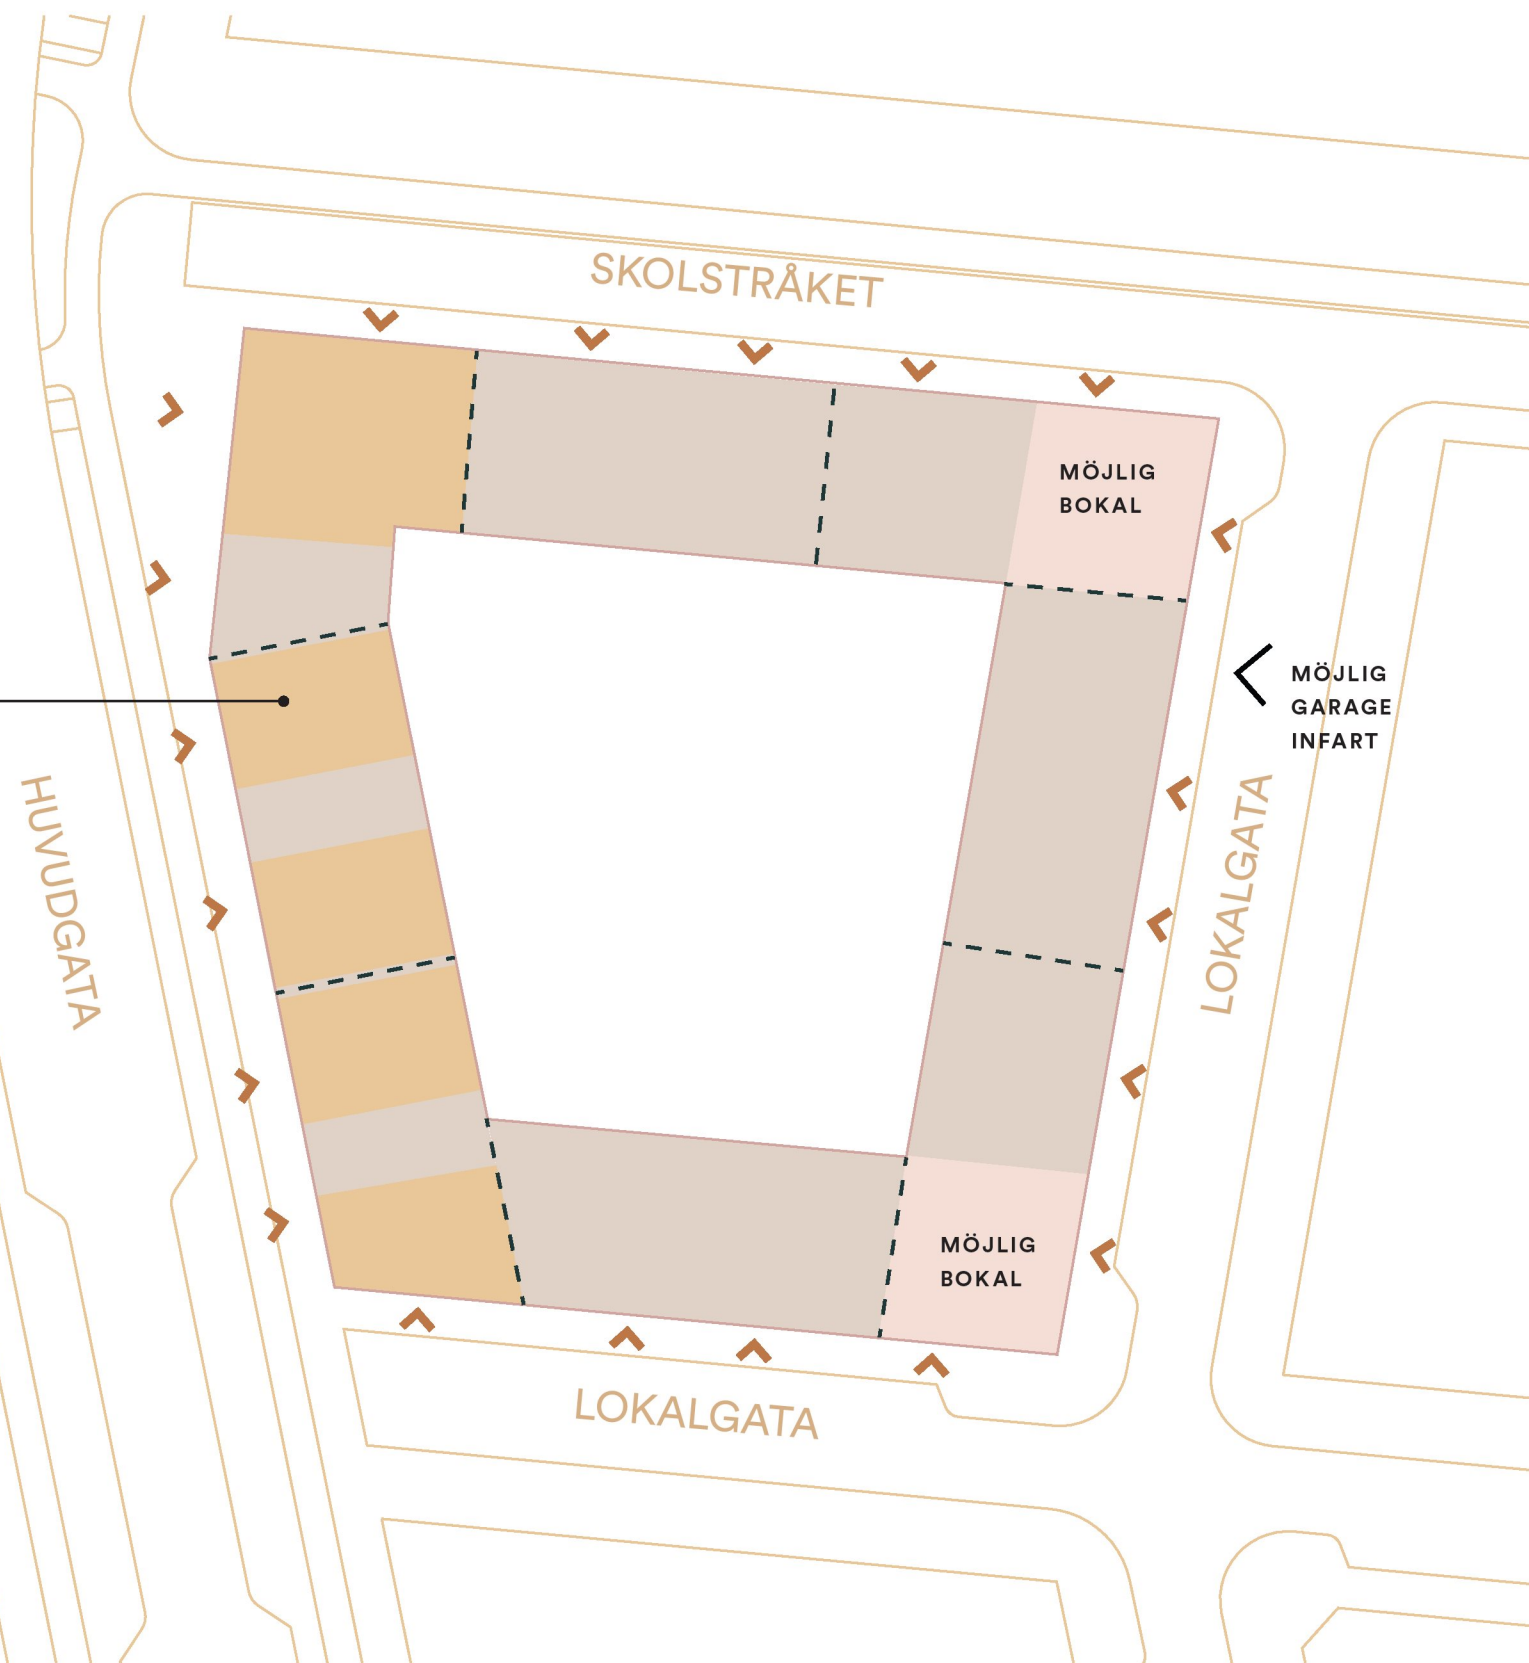 SKOLSTRÅKET
MÖJLIG
BOKAL
MÖJLIG
GARAGE
INFART
HUVUDGATA
LOKALGATA
MÖJLIG
BOKAL
LOKALGATA